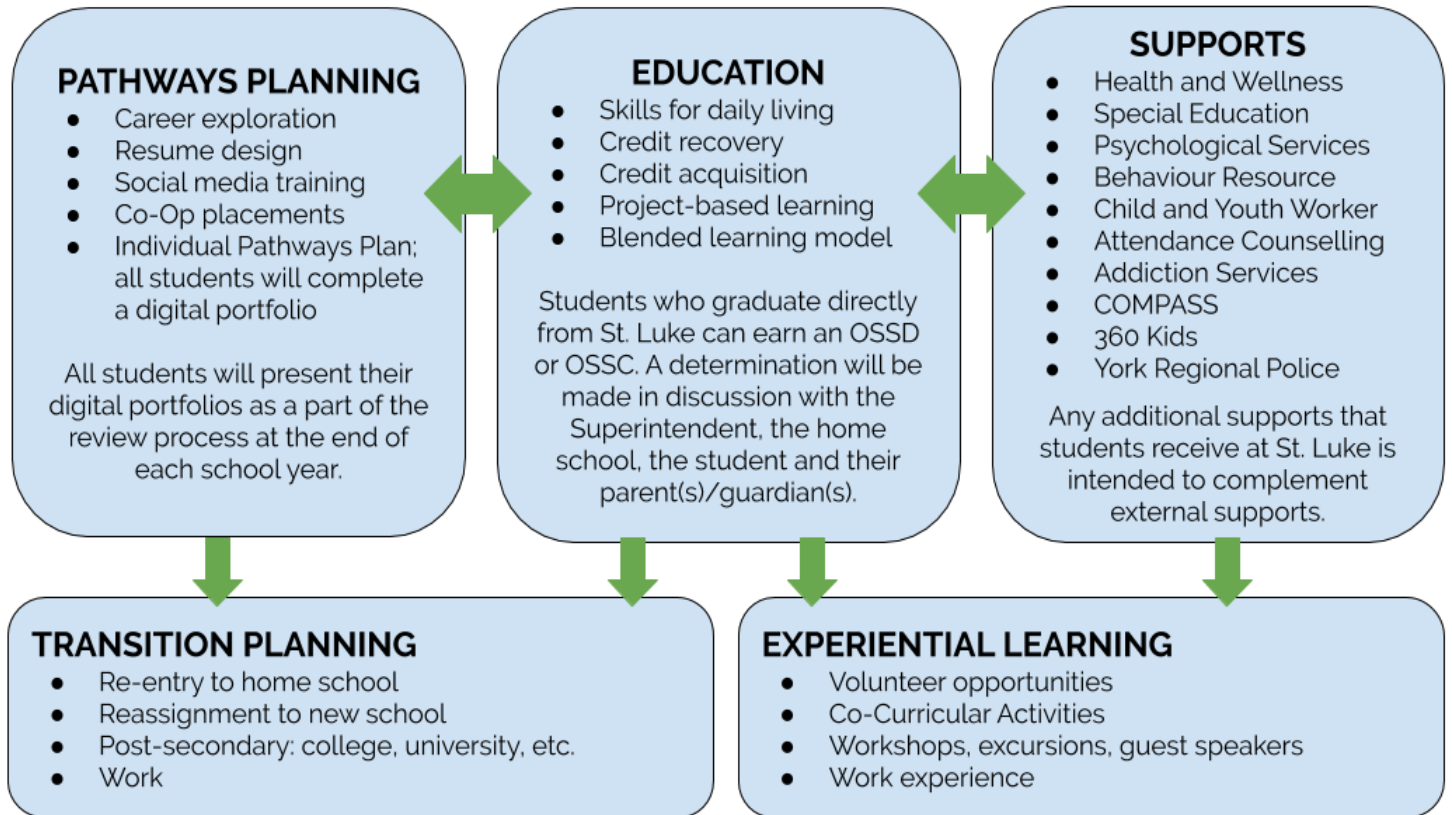 PATHWAYS PLANNING
● Career exploration
● Resume design
● Social media training
● Co-Op placements
● Individual Pathways Plan;
all students will complete
a digital portfolio
All students will present their
digital portfolios as a part of the
review process at the end of
each school year.
EDUCATION
● Skills for daily living
● Credit recovery
● Credit acquisition
● Project-based learning
● Blended learning model
Students who graduate directly
from St. Luke can earn an OSSD
or OSSC. A determination will be
made in discussion with the
Superintendent, the home
school, the student and their
parent(s)/guardian(s).
SUPPORTS
● Health and Wellness
● Special Education
● Psychological Services
● Behaviour Resource
● Child and Youth Worker
● Attendance Counselling
● Addiction Services
● COMPASS
● 360 Kids
● York Regional Police
Any additional supports that
students receive at St. Luke is
intended to complement
external supports.
TRANSITION PLANNING
● Re-entry to home school
● Reassignment to new school
● Post-secondary: college, university, etc.
● Work
EXPERIENTIAL LEARNING
● Volunteer opportunities
● Co-Curricular Activities
● Workshops, excursions, guest speakers
● Work experience